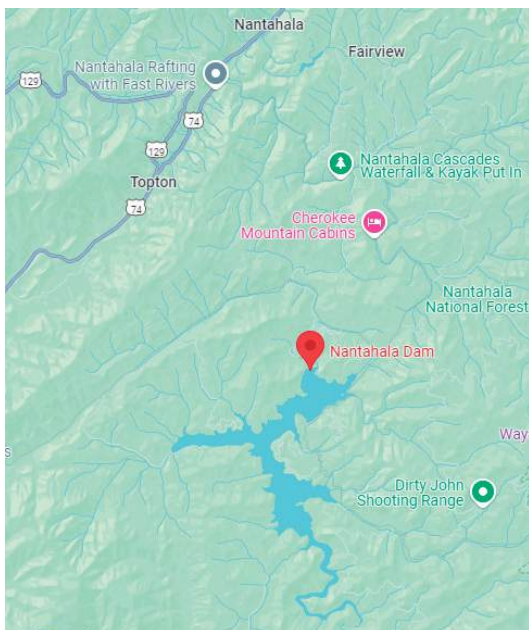 Nantahala
Fairview
Nantahala Rafting
with Fast Rivers
129
74
129
Topton
74
Nantahala Cascades
Waterfall & Kayak Put In
Cherokee
Mountain Cabins
Nantahala
National Forest
Nantahala Dam
Way
s
Dirty John
Shooting Range